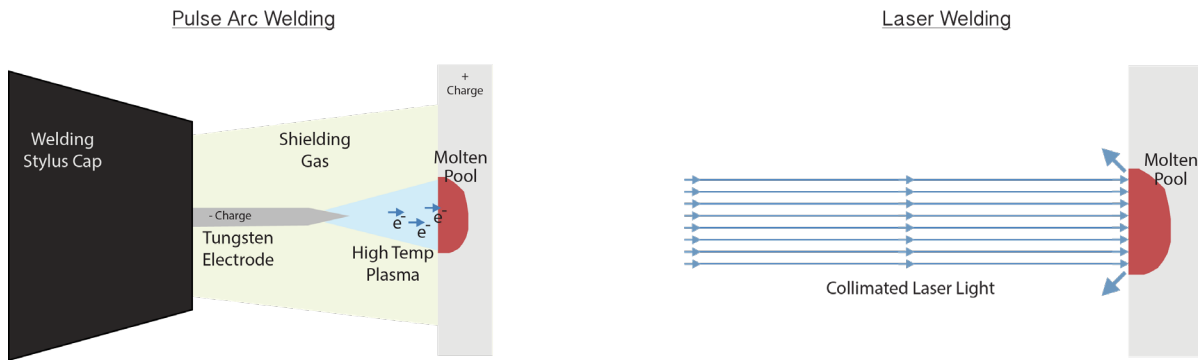 Pulse Arc Welding
Laser Welding
+
Charge
Welding
Stylus Cap
Shielding
Gas
Molten
Pool
- Charge
e-
e-
e-
Tungsten
Electrode
High Temp
Plasma
Molten
Pool
Collimated Laser Light